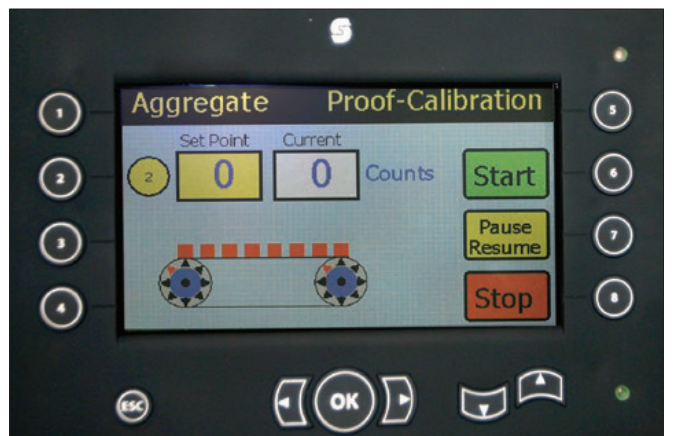 S
Aggregate Proof-Calibration
1
5
Set Point Current
2
2
0
0
Counts
Start
6
3
Pause
Resume
7
4
Stop
8
ESC
OK